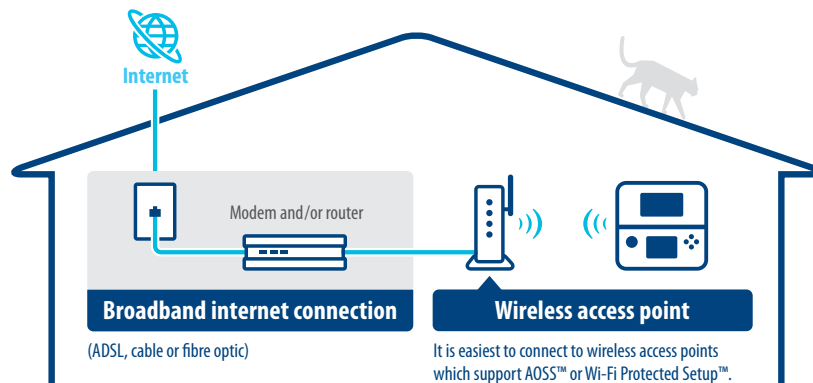 Internet
Modem and/or router
Broadband internet connection
Wireless access point
(ADSL, cable or fibre optic)
It is easiest to connect to wireless access points
which support AOSS™ or Wi-Fi Protected Setup™.